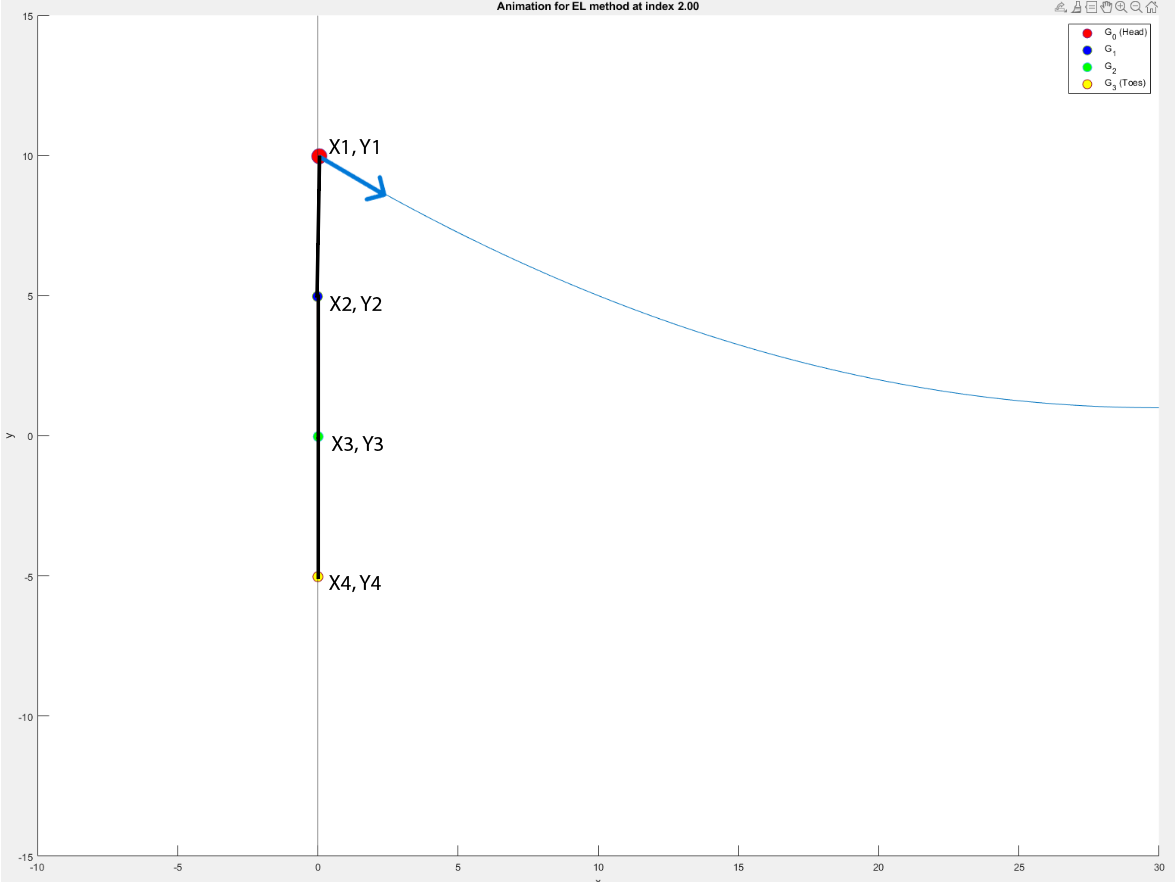 Animation for EL method at index 2.00
G0 (Head)
G1
G2
G3 (Toes)
15
10
5
0
-5
-10
-15
y
X1, Y1
X2, Y2
X3, Y3
X4, Y4
-10 -5 0 5 10 15 20 25 30